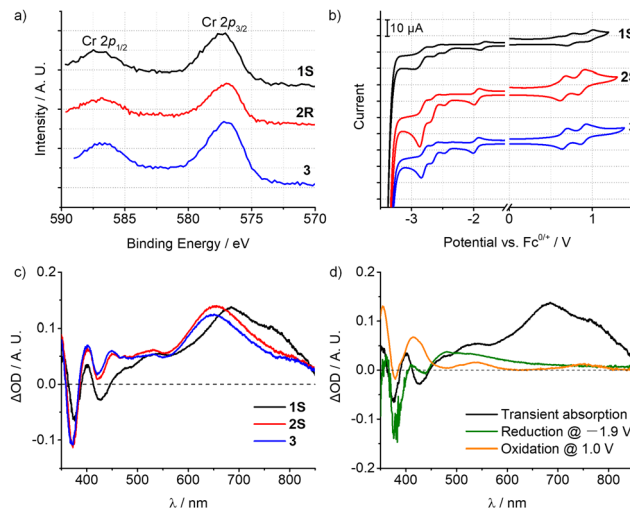 a)
Cr 2p1/2
Cr 2p3/2
1S
2R
3
Intensity / A. U.
590 585 580 575 570
Binding Energy / eV
b)
10 µA
1S
2S
Current
-3 -2 -1 0 1
Potential vs. Fc0/+ / V
c)
0.2
0.1
0.0
-0.1
ΔOD / A. U.
1S
2S
3
400 500 600 700 800
λ / nm
d)
0.2
0.1
0.0
-0.1
-0.2
ΔOD / A. U.
Transient absorption
Reduction @ −1.9 V
Oxidation @ 1.0 V
400 500 600 700 800
λ / nm